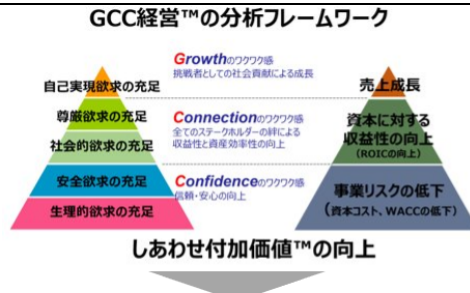 GCC経営™の分析フレームワーク
Growthのワクワク感
挑戦者としての社会貢献による成長
自己実現欲求の充足
売上成長
尊厳欲求の充足
Connectionのワクワク感
全てのステークホルダーの絆による
収益性と資産効率性の向上
資本に対する
収益性の向上
(ROICの向上)
社会的欲求の充足
安全欲求の充足
Confidenceのワクワク感
信頼・安心の向上
事業リスクの低下
(資本コスト、WACCの低下)
生理的欲求の充足
しあわせ付加価値™の向上